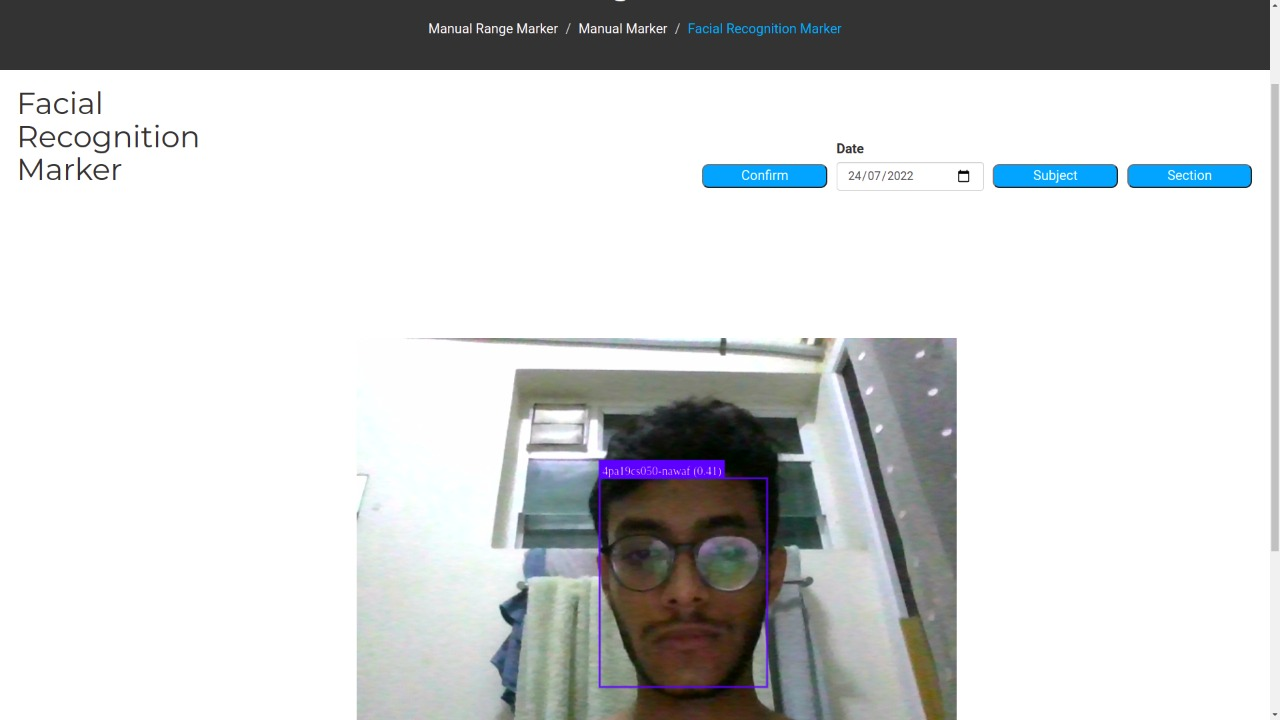 Manual Range Marker / Manual Marker / Facial Recognition Marker
Facial
Recognition
Marker
Date
Confirm
24/07/2022
Subject
Section
4pa19cs050-nawaf (0.41)